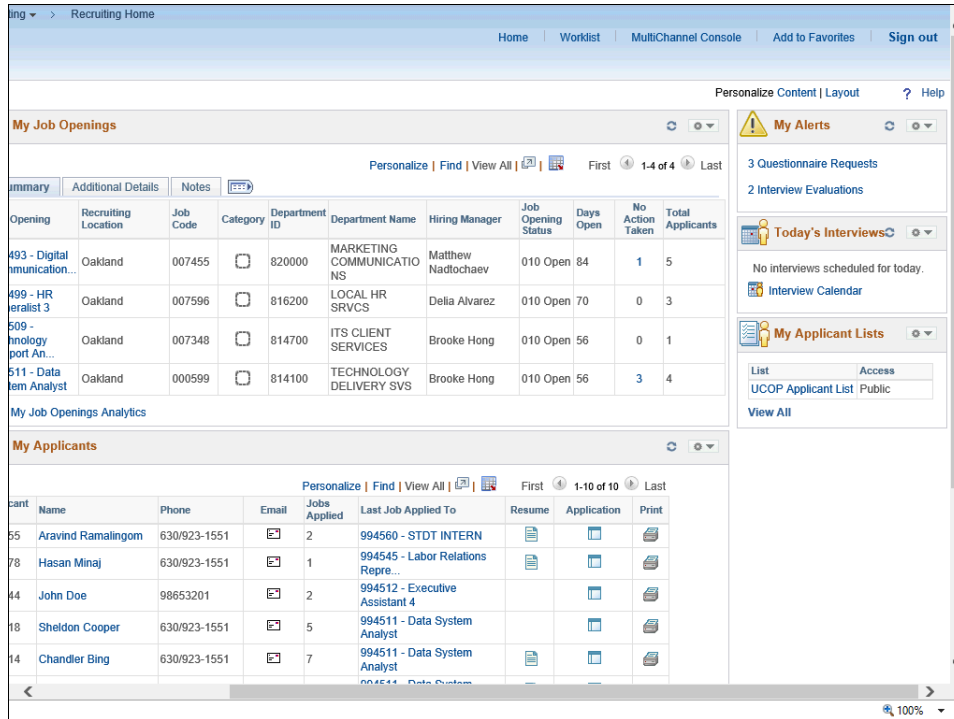 ting > Recruiting Home
Home Worklist MultiChannel Console Add to Favorites Sign out
Personalize Content | Layout ? Help
My Job Openings
Personalize | Find | View All | | First 1-4 of 4 Last
ummary Additional Details Notes
Opening Recruiting Location Job Code Category Department ID Department Name Hiring Manager Job Opening Status Days Open No Action Taken Total Applicants
493 - Digital mmunication... Oakland 007455 820000 MARKETING COMMUNICATIO NS Matthew Nadtochaev 010 Open 84 1 5
499 - HR eralist 3 Oakland 007596 816200 LOCAL HR SRVCS Delia Alvarez 010 Open 70 0 3
509 - hnology port An... Oakland 007348 814700 ITS CLIENT SERVICES Brooke Hong 010 Open 56 0 1
511 - Data tem Analyst Oakland 000599 814100 TECHNOLOGY DELIVERY SVS Brooke Hong 010 Open 56 3 4
My Job Openings Analytics
My Applicants
Personalize | Find | View All | | First 1-10 of 10 Last
cant Name Phone Email Jobs Applied Last Job Applied To Resume Application Print
55 Aravind Ramalingom 630/923-1551 2 994560 - STDT INTERN
78 Hasan Minaj 630/923-1551 1 994545 - Labor Relations Repre...
44 John Doe 98653201 2 994512 - Executive Assistant 4
18 Sheldon Cooper 630/923-1551 5 994511 - Data System Analyst
14 Chandler Bing 630/923-1551 7 994511 - Data System Analyst
994511 - Data System
My Alerts
3 Questionnaire Requests
2 Interview Evaluations
Today's Interviews
No interviews scheduled for today.
Interview Calendar
My Applicant Lists
List Access
UCOP Applicant List Public
View All
100%